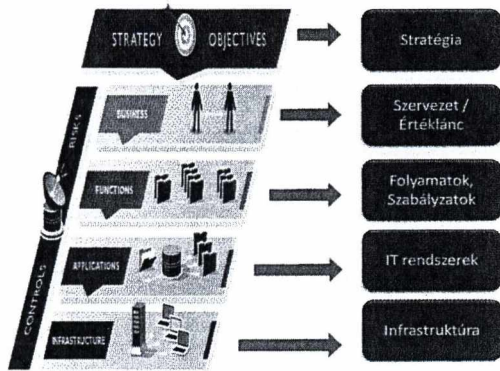 STRATEGY OBJECTIVES
Stratégia
BUSINESS
Szervezet /
Értéklánc
RISKS
FUNCTIONS
Folyamatok,
Szabályzatok
APPLICATIONS
IT rendszerek
CONTROLS
INFRASTRUCTURE
Infrastruktúra